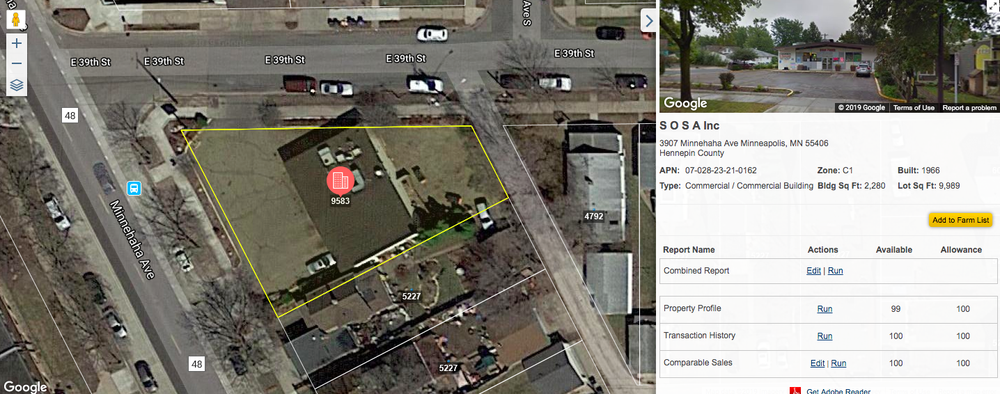 E 39th St
E 39th St
E 39th St
E 39th St
E 39th St
Ave S
48
9583
4792
Minnehaha Ave
5227
5227
48
Google
Google
© 2019 Google
Terms of Use
Report a problem
S O S A Inc
3907 Minnehaha Ave Minneapolis, MN 55406
Hennepin County
APN: 07-028-23-21-0162 Zone: C1 Built: 1966
Type: Commercial / Commercial Building Bldg Sq Ft: 2,280 Lot Sq Ft: 9,989
Add to Farm List
Report Name Actions Available Allowance
Combined Report Edit | Run
Property Profile Run 99 100
Transaction History Run 100 100
Comparable Sales Edit | Run 100 100
Get Adobe Reader